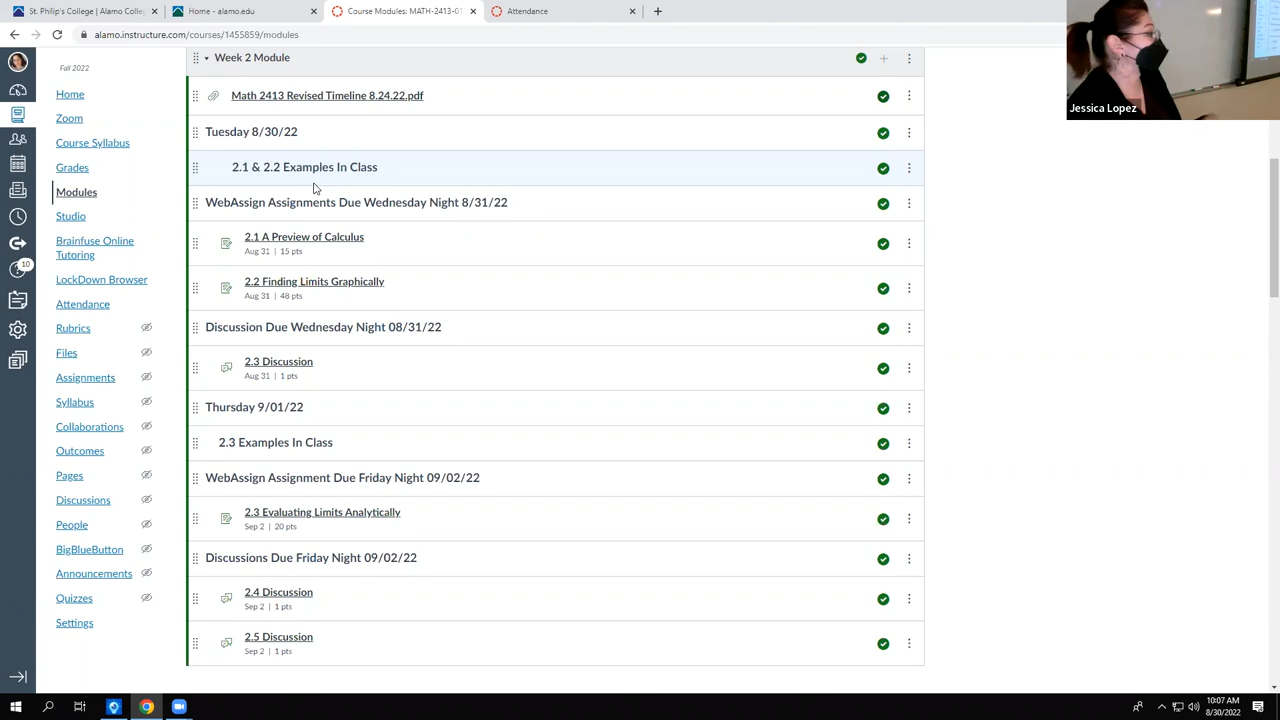 St. Philip's College | Alamo Colleg
Home - alamo.edu
Course Modules: MATH-2413-01
Attendance
alamo.instructure.com/courses/1455859/modules
Jessica Lopez
Fall 2022
Home
Zoom
Course Syllabus
Grades
Modules
Studio
Brainfuse Online
Tutoring
LockDown Browser
Attendance
Rubrics
Files
Assignments
Syllabus
Collaborations
Outcomes
Pages
Discussions
People
BigBlueButton
Announcements
Quizzes
Settings
10
Week 2 Module
Math 2413 Revised Timeline 8.24.22.pdf
Tuesday 8/30/22
2.1 & 2.2 Examples In Class
WebAssign Assignments Due Wednesday Night 8/31/22
2.1 A Preview of Calculus
Aug 31 | 15 pts
2.2 Finding Limits Graphically
Aug 31 | 48 pts
Discussion Due Wednesday Night 08/31/22
2.3 Discussion
Aug 31 | 1 pts
Thursday 9/01/22
2.3 Examples In Class
WebAssign Assignment Due Friday Night 09/02/22
2.3 Evaluating Limits Analytically
Sep 2 | 20 pts
Discussions Due Friday Night 09/02/22
2.4 Discussion
Sep 2 | 1 pts
2.5 Discussion
Sep 2 | 1 pts
10:07 AM
8/30/2022